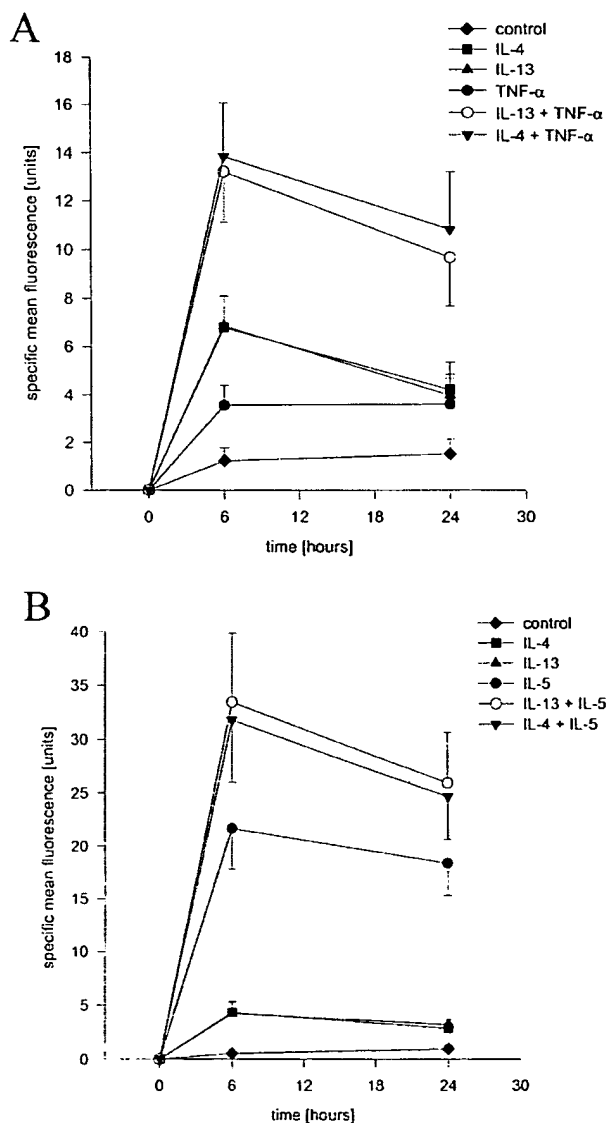 A
control
IL-4
IL-13
TNF-α
IL-13 + TNF-α
IL-4 + TNF-α
18
16
14
12
10
8
6
4
2
0
specific mean fluorescence [units]
0 6 12 18 24 30
time [hours]
B
control
IL-4
IL-13
IL-5
IL-13 + IL-5
IL-4 + IL-5
40
35
30
25
20
15
10
5
0
specific mean fluorescence [units]
0 6 12 18 24 30
time [hours]